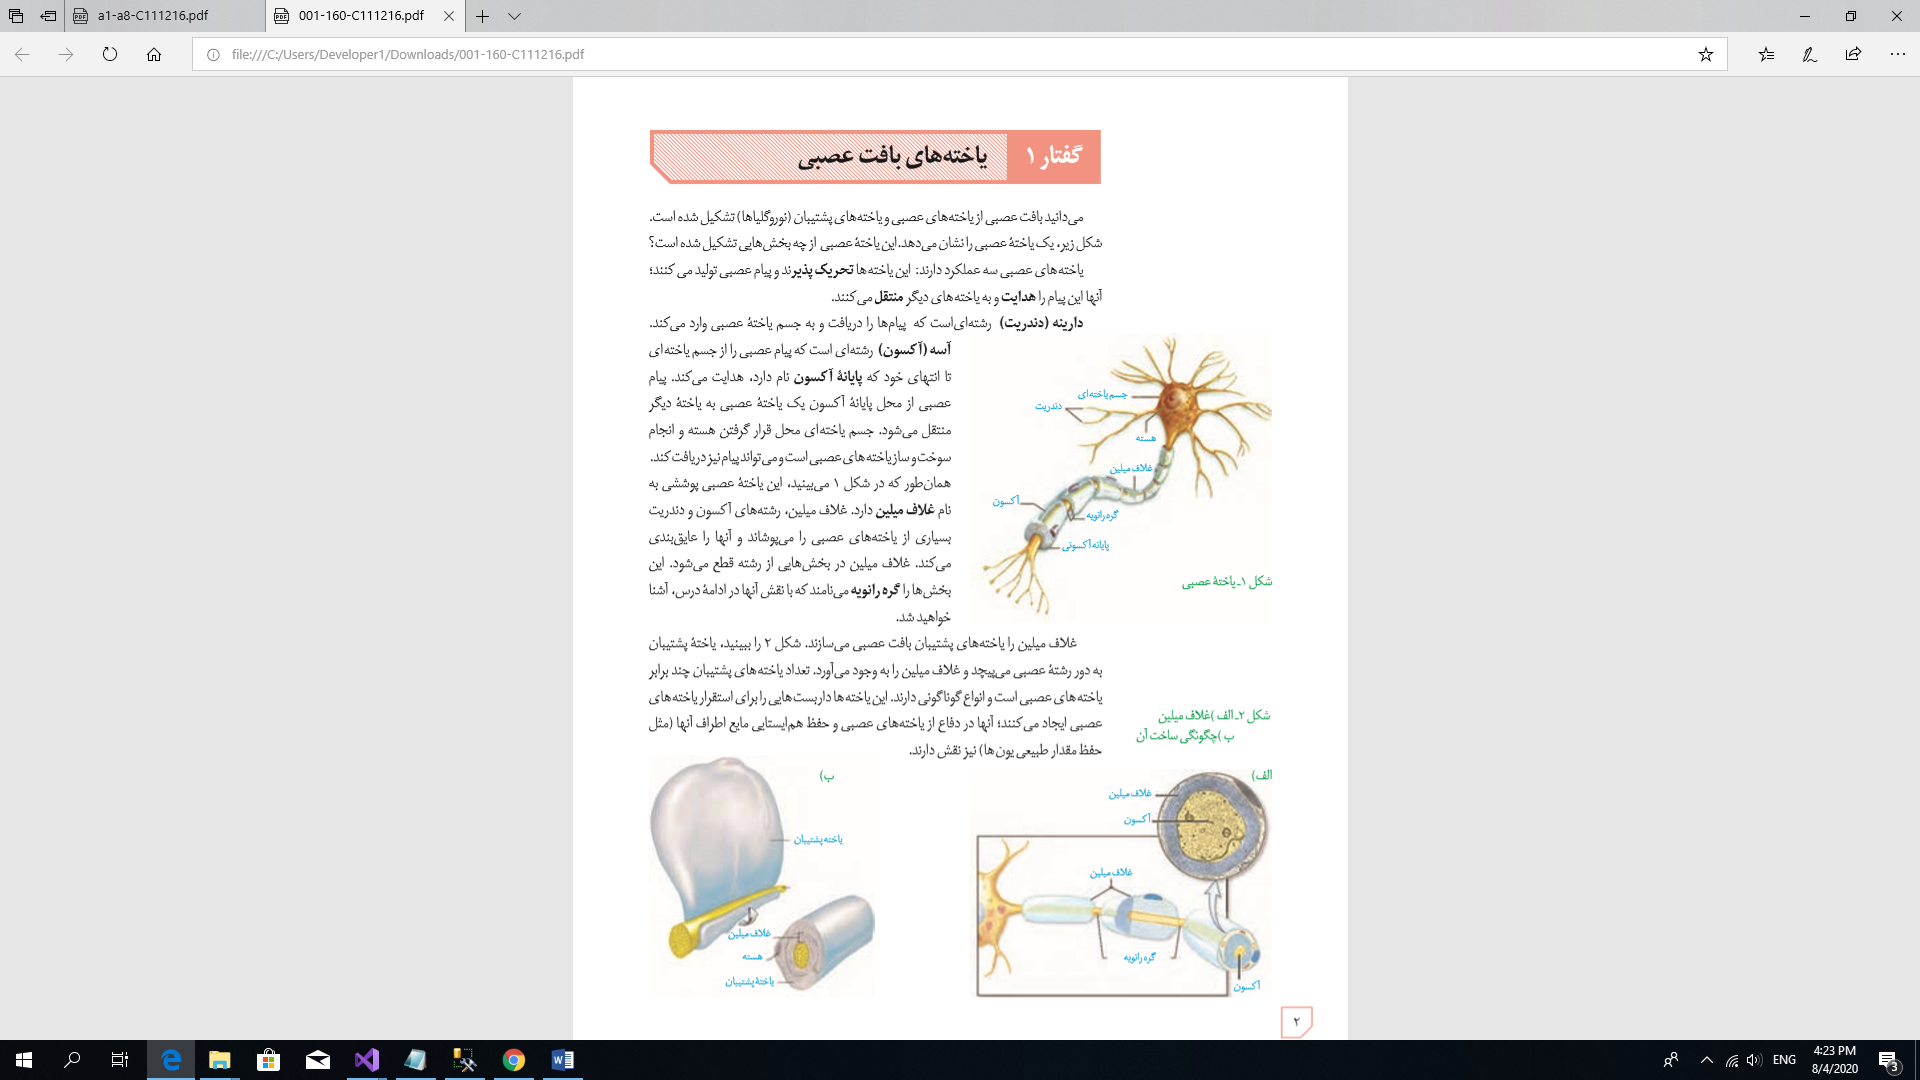 a1-a8-C111216.pdf
001-160-C111216.pdf
file:///C:/Users/Developer1/Downloads/001-160-C111216.pdf
گفتار ۱
یاخته‌های بافت عصبی
می‌دانید بافت عصبی از یاخته‌های عصبی و یاخته‌های پشتیبان (نوروگلیاها) تشکیل شده است.
شکل زیر، یک یاختهٔ عصبی را نشان می‌دهد. این یاختهٔ عصبی از چه بخش‌هایی تشکیل شده است؟
یاخته‌های عصبی سه عملکرد دارند: این یاخته‌ها تحریک پذیرند و پیام عصبی تولید می کنند؛
آنها این پیام را هدایت و به یاخته‌های دیگر منتقل می‌کنند.
دارینه (دندریت) رشته‌ای‌است که پیام‌ها را دریافت و به جسم یاختهٔ عصبی وارد می‌کند.
آسه (آکسون) رشته‌ای است که پیام عصبی را از جسم یاخته‌ای
تا انتهای خود که پایانهٔ آکسون نام دارد، هدایت می‌کند. پیام
عصبی از محل پایانهٔ آکسون یک یاختهٔ عصبی به یاختهٔ دیگر
منتقل می‌شود. جسم یاخته‌ای محل قرار گرفتن هسته و انجام
سوخت و ساز یاخته‌های عصبی است و می‌تواند پیام نیز دریافت کند.
همان‌طور که در شکل ۱ می‌بینید، این یاختهٔ عصبی پوششی به
نام غلاف میلین دارد. غلاف میلین، رشته‌های آکسون و دندریت
بسیاری از یاخته‌های عصبی را می‌پوشاند و آنها را عایق‌بندی
می‌کند. غلاف میلین در بخش‌هایی از رشته قطع می‌شود. این
بخش‌ها را گره رانویه می‌نامند که با نقش آنها در ادامهٔ درس، آشنا
خواهید شد.
جسم یاخته‌ای
دندریت
هسته
غلاف میلین
آکسون
گره رانویه
پایانه آکسونی
شکل ۱ـ یاختهٔ عصبی
غلاف میلین را یاخته‌های پشتیبان بافت عصبی می‌سازند. شکل ۲ را ببینید، یاختهٔ پشتیبان
به دور رشتهٔ عصبی می‌پیچد و غلاف میلین را به وجود می‌آورد. تعداد یاخته‌های پشتیبان چند برابر
یاخته‌های عصبی است و انواع گوناگونی دارند. این یاخته‌ها داربست‌هایی را برای استقرار یاخته‌های
عصبی ایجاد می‌کنند؛ آنها در دفاع از یاخته‌های عصبی و حفظ هم‌ایستایی مایع اطراف آنها (مثل
حفظ مقدار طبیعی یون‌ها) نیز نقش دارند.
شکل ۲ـ الف )غلاف میلین
ب )چگونگی ساخت آن
الف)
غلاف میلین
آکسون
غلاف میلین
گره رانویه
آکسون
ب)
یاخته پشتیبان
غلاف میلین
هسته
یاختهٔ پشتیبان
۲
ENG
4:23 PM
8/4/2020
3